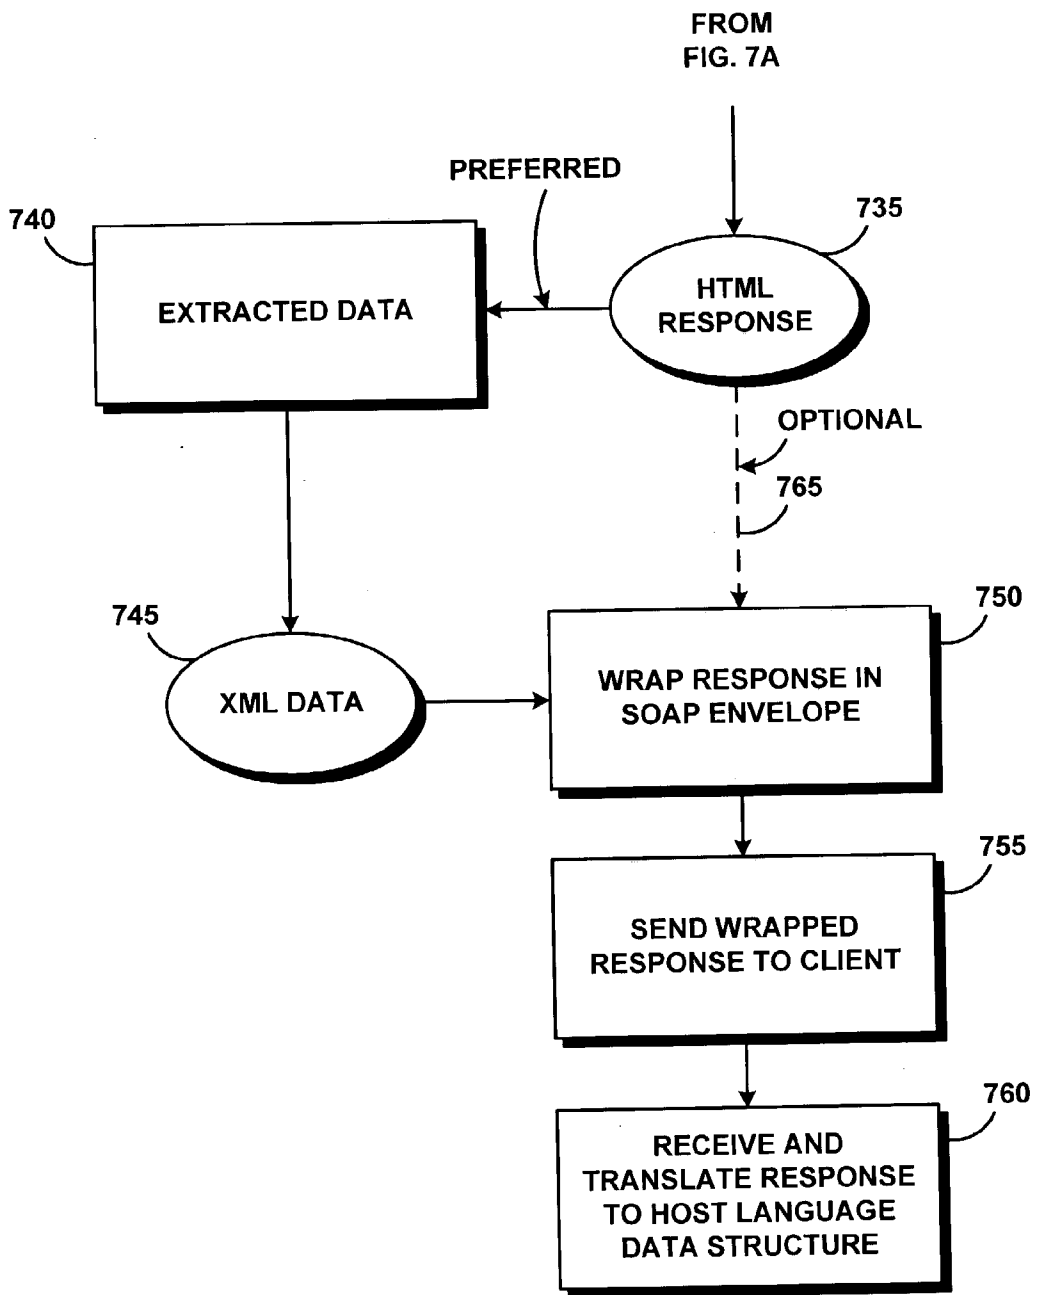 FROM
FIG. 7A
PREFERRED
740
735
EXTRACTED DATA
HTML
RESPONSE
OPTIONAL
765
745
750
XML DATA
WRAP RESPONSE IN
SOAP ENVELOPE
755
SEND WRAPPED
RESPONSE TO CLIENT
760
RECEIVE AND
TRANSLATE RESPONSE
TO HOST LANGUAGE
DATA STRUCTURE